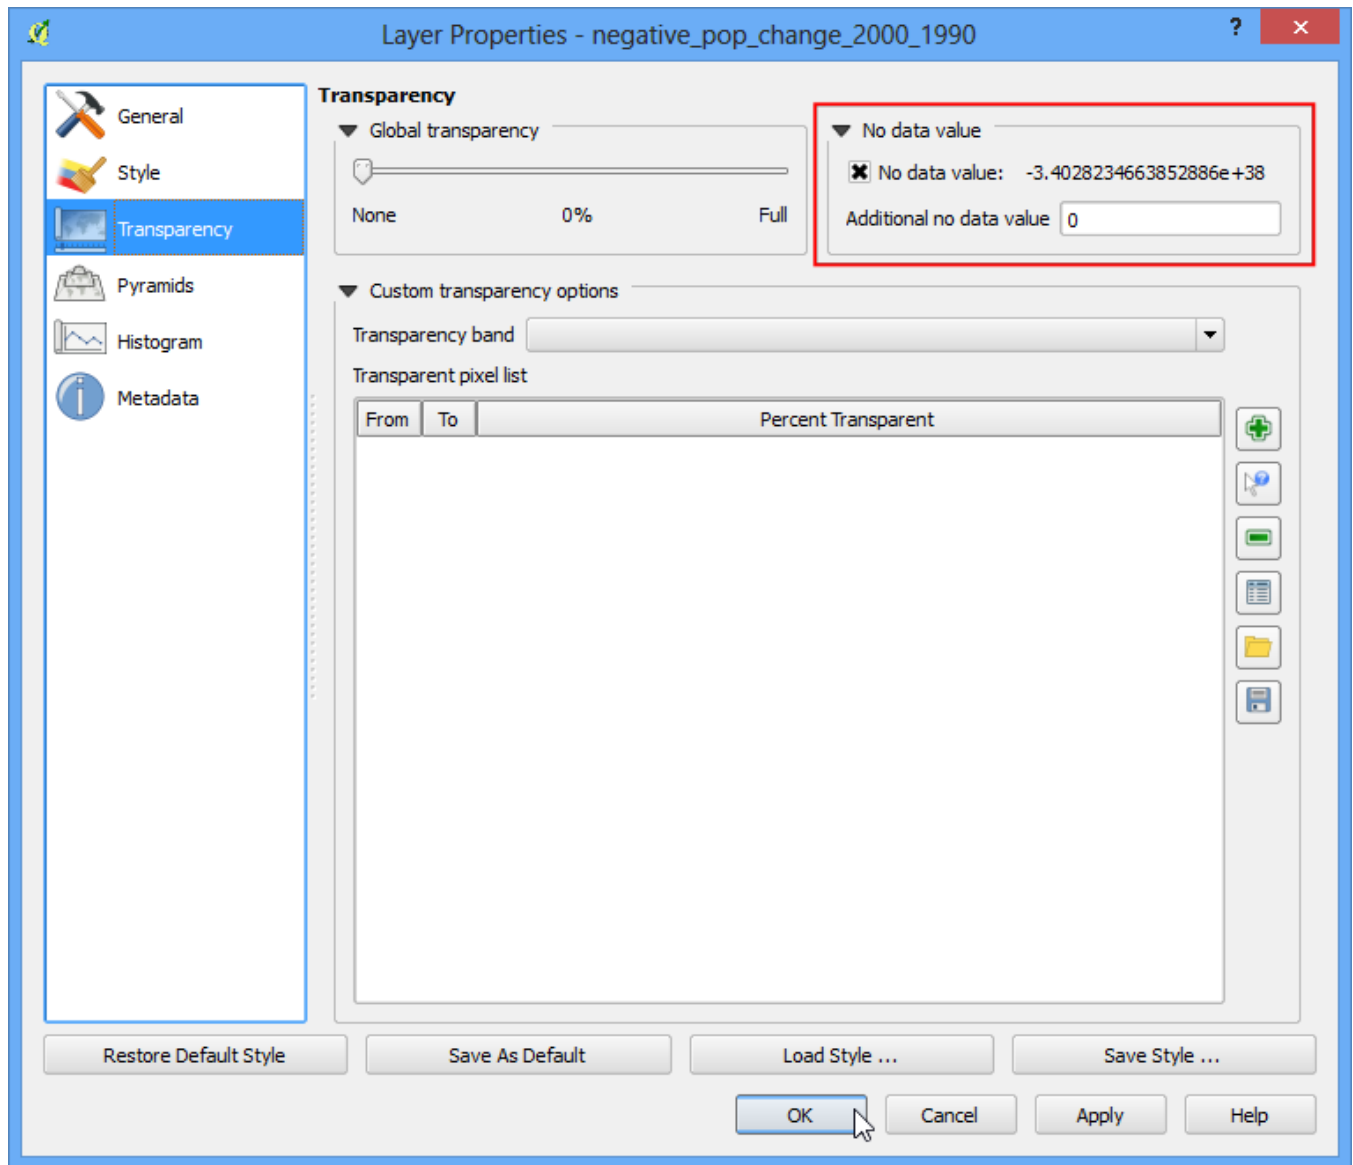 Layer Properties - negative_pop_change_2000_1990
?
General
Style
Transparency
Pyramids
Histogram
Metadata
Transparency
Global transparency
None 0% Full
No data value
No data value: -3.4028234663852886e+38
Additional no data value 0
Custom transparency options
Transparency band
Transparent pixel list
From To Percent Transparent
Restore Default Style Save As Default Load Style ... Save Style ...
OK Cancel Apply Help